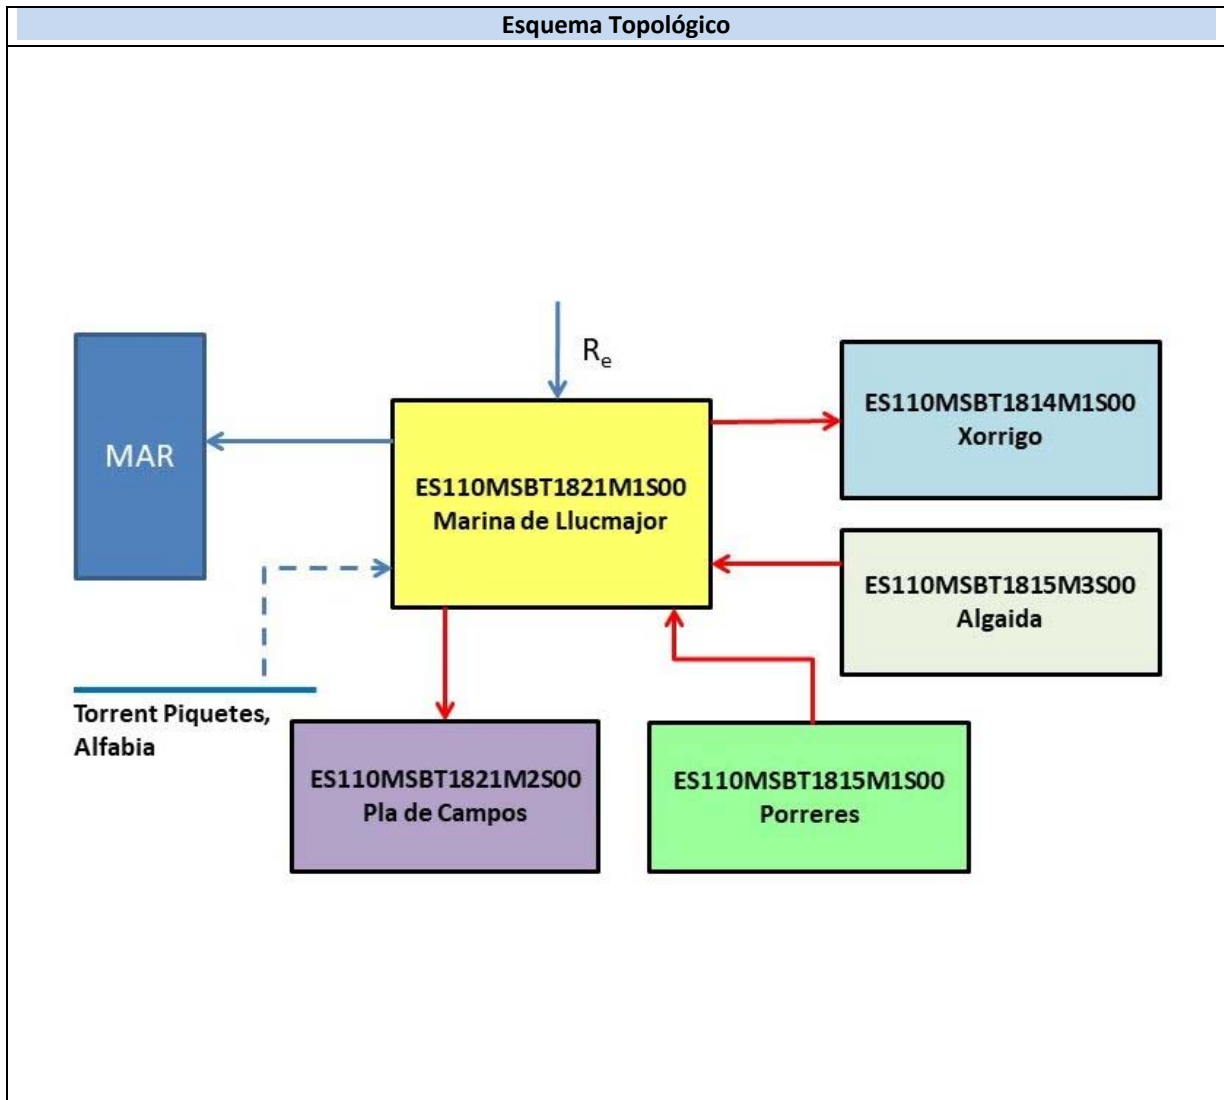 Esquema Topológico
Re
MAR
ES110MSBT1814M1S00
Xorrigo
ES110MSBT1821M1S00
Marina de Llucmajor
ES110MSBT1815M3S00
Algaida
Torrent Piquetes,
Alfabia
ES110MSBT1821M2S00
Pla de Campos
ES110MSBT1815M1S00
Porreres